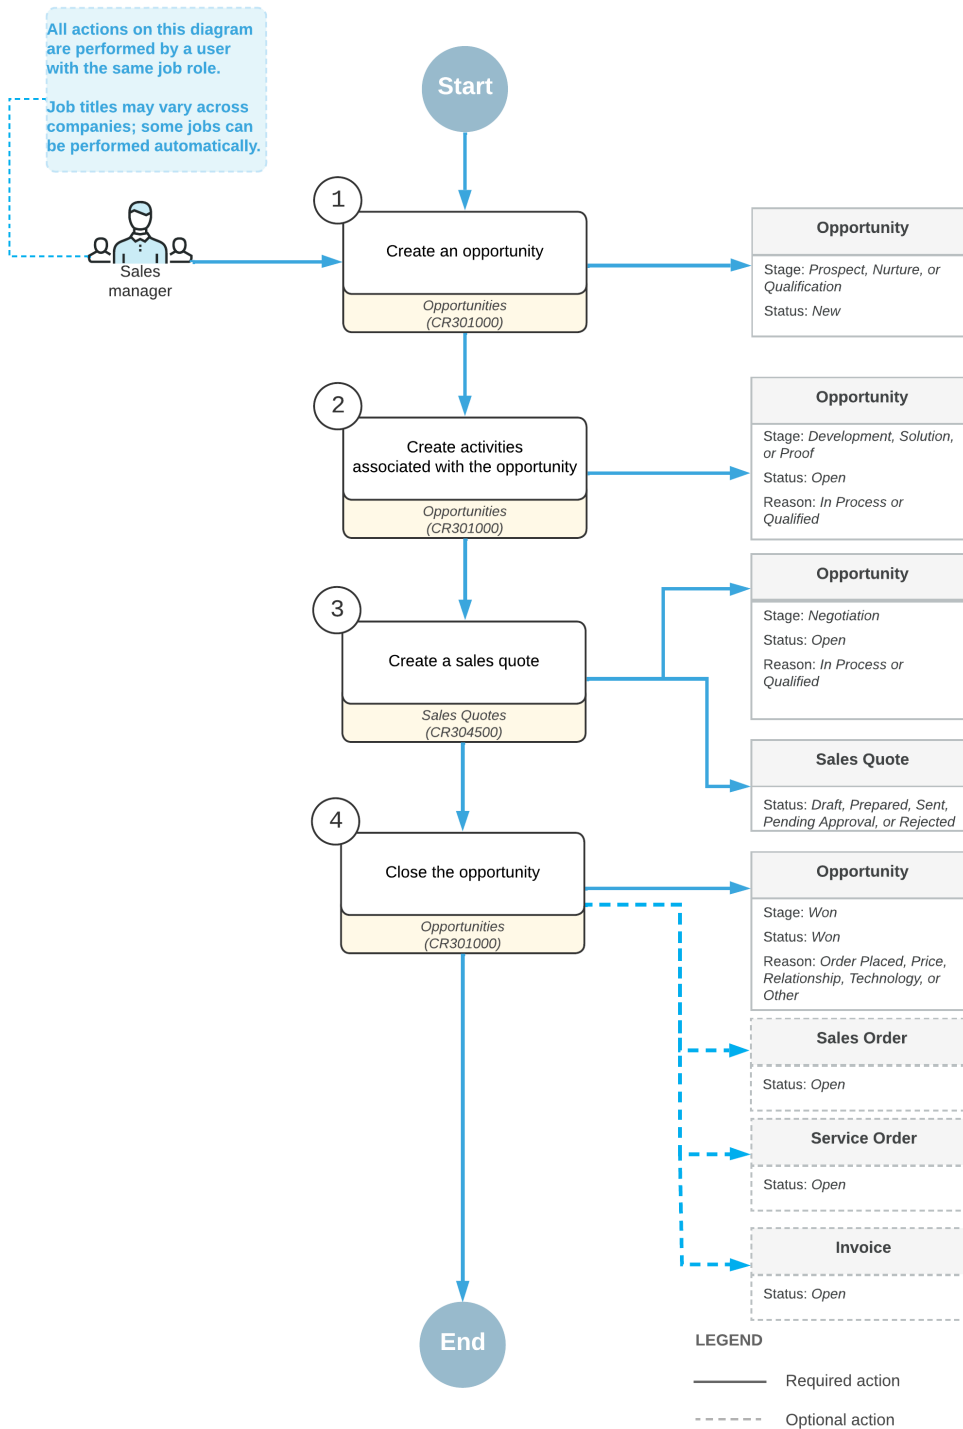 All actions on this diagram
are performed by a user
with the same job role.
Job titles may vary across
companies; some jobs can
be performed automatically.
Start
Sales
manager
1
Create an opportunity
Opportunities
(CR301000)
Opportunity
Stage: Prospect, Nurture, or
Qualification
Status: New
2
Create activities
associated with the opportunity
Opportunities
(CR301000)
Opportunity
Stage: Development, Solution,
or Proof
Status: Open
Reason: In Process or
Qualified
3
Create a sales quote
Sales Quotes
(CR304500)
Opportunity
Stage: Negotiation
Status: Open
Reason: In Process or
Qualified
Sales Quote
Status: Draft, Prepared, Sent,
Pending Approval, or Rejected
4
Close the opportunity
Opportunities
(CR301000)
Opportunity
Stage: Won
Status: Won
Reason: Order Placed, Price,
Relationship, Technology, or
Other
Sales Order
Status: Open
Service Order
Status: Open
Invoice
Status: Open
End
LEGEND
Required action
Optional action